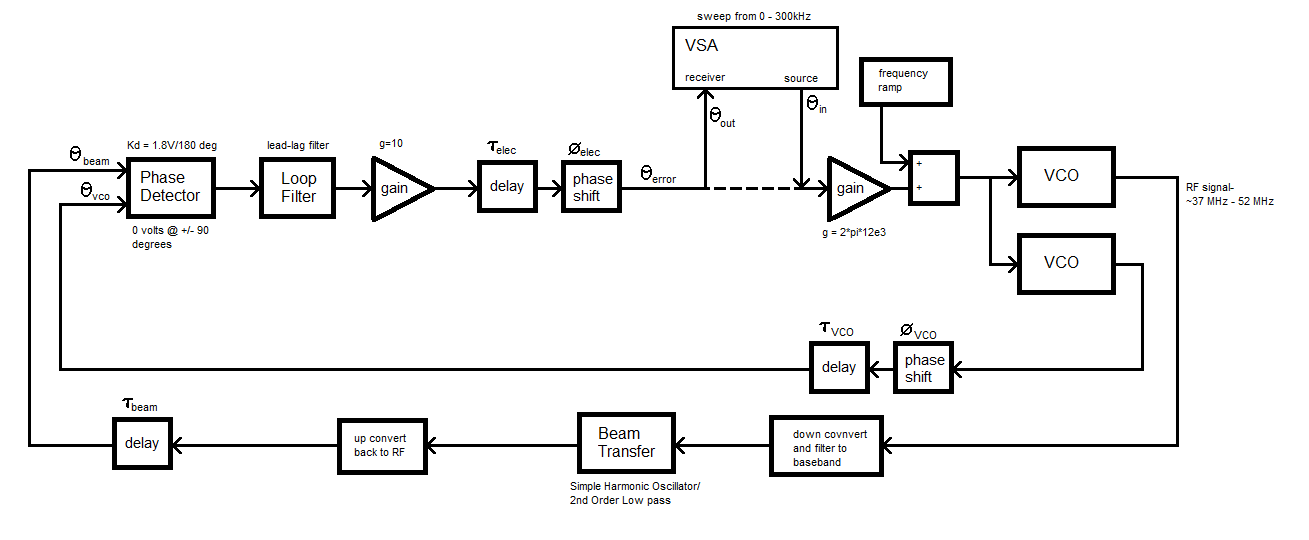 sweep from 0 - 300kHz
VSA
receiver
source
θin
θout
frequency
ramp
θbeam
Kd = 1.8V/180 deg
lead-lag filter
g=10
τelec
Øelec
θvco
Phase
Detector
Loop
Filter
gain
delay
phase
shift
θerror
gain
+
+
VCO
RF signal-
~37 MHz - 52 MHz
0 volts @ +/- 90
degrees
g = 2*pi*12e3
VCO
τVCO
ØVCO
delay
phase
shift
τbeam
delay
up convert
back to RF
Beam
Transfer
down covnvert
and filter to
baseband
Simple Harmonic Oscillator/
2nd Order Low pass